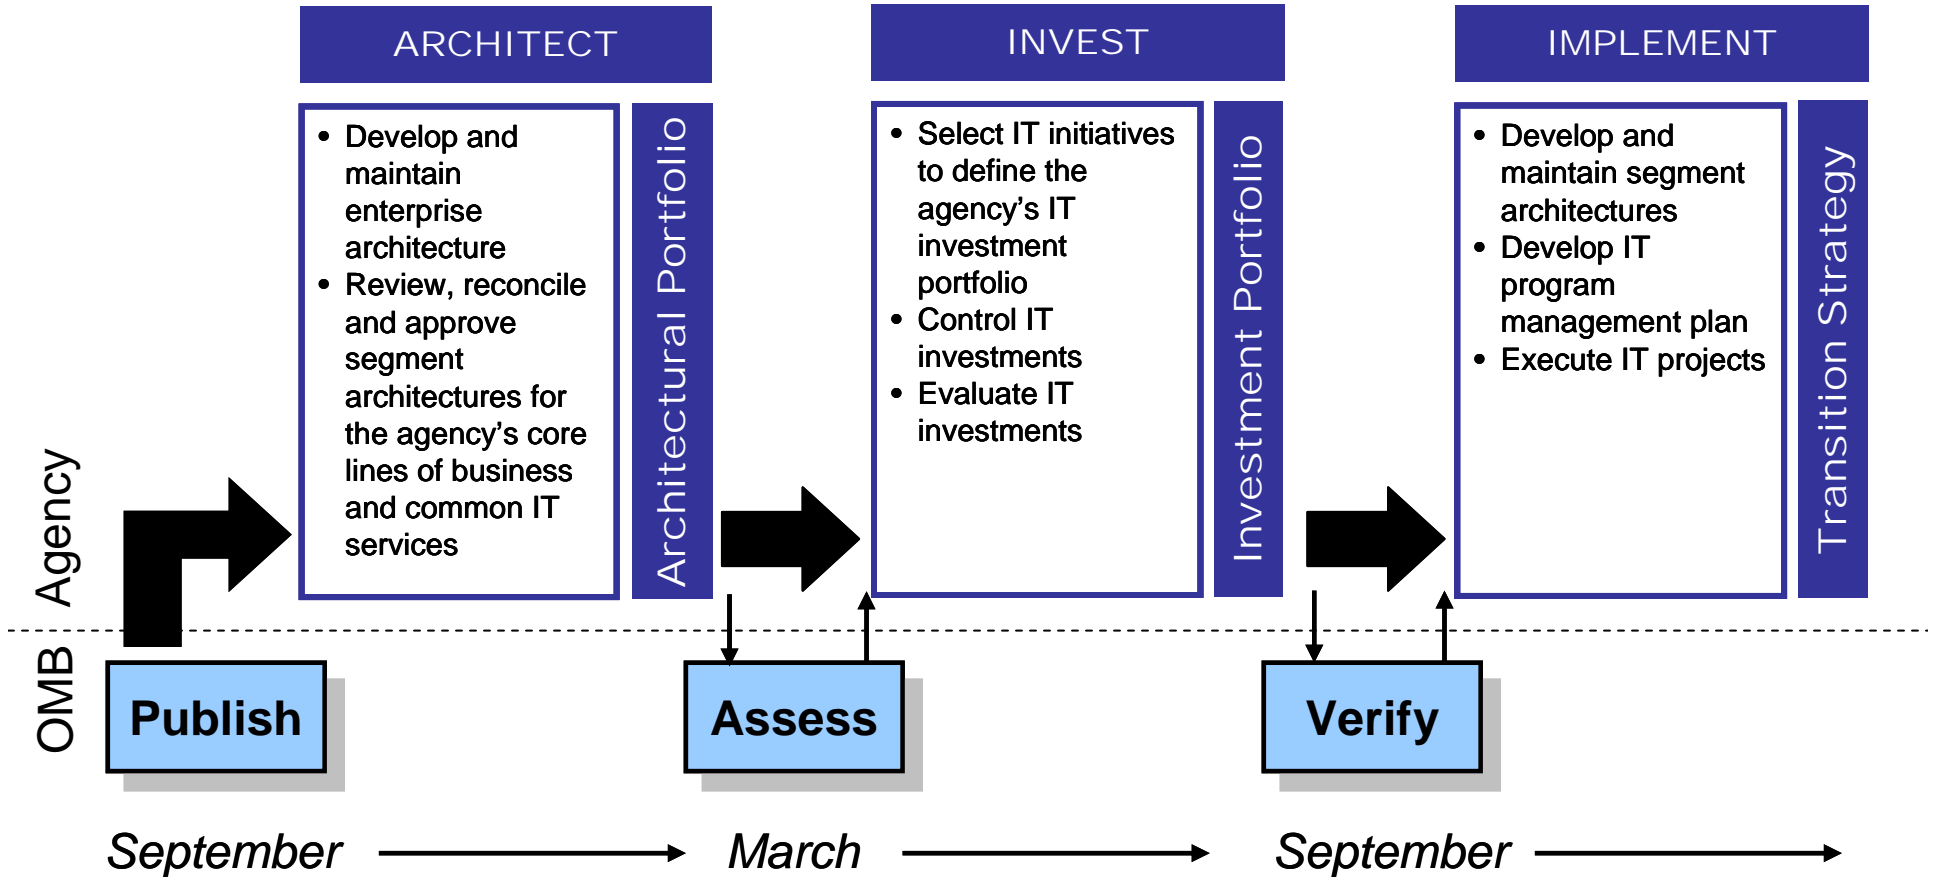 ARCHITECT
• Develop and
maintain
enterprise
architecture
• Review, reconcile
and approve
segment
architectures for
the agency's core
lines of business
and common IT
services
Architectural Portfolio
INVEST
• Select IT initiatives
to define the
agency's IT
investment
portfolio
• Control IT
investments
• Evaluate IT
investments
Investment Portfolio
IMPLEMENT
• Develop and
maintain segment
architectures
• Develop IT
program
management plan
• Execute IT projects
Transition Strategy
Agency
OMB
Publish
Assess
Verify
September
March
September